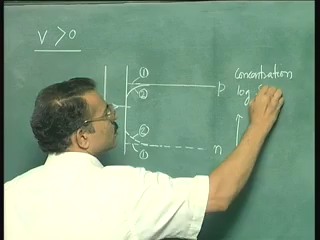 V > 0
①
② p
Concentration
log s
②
① n